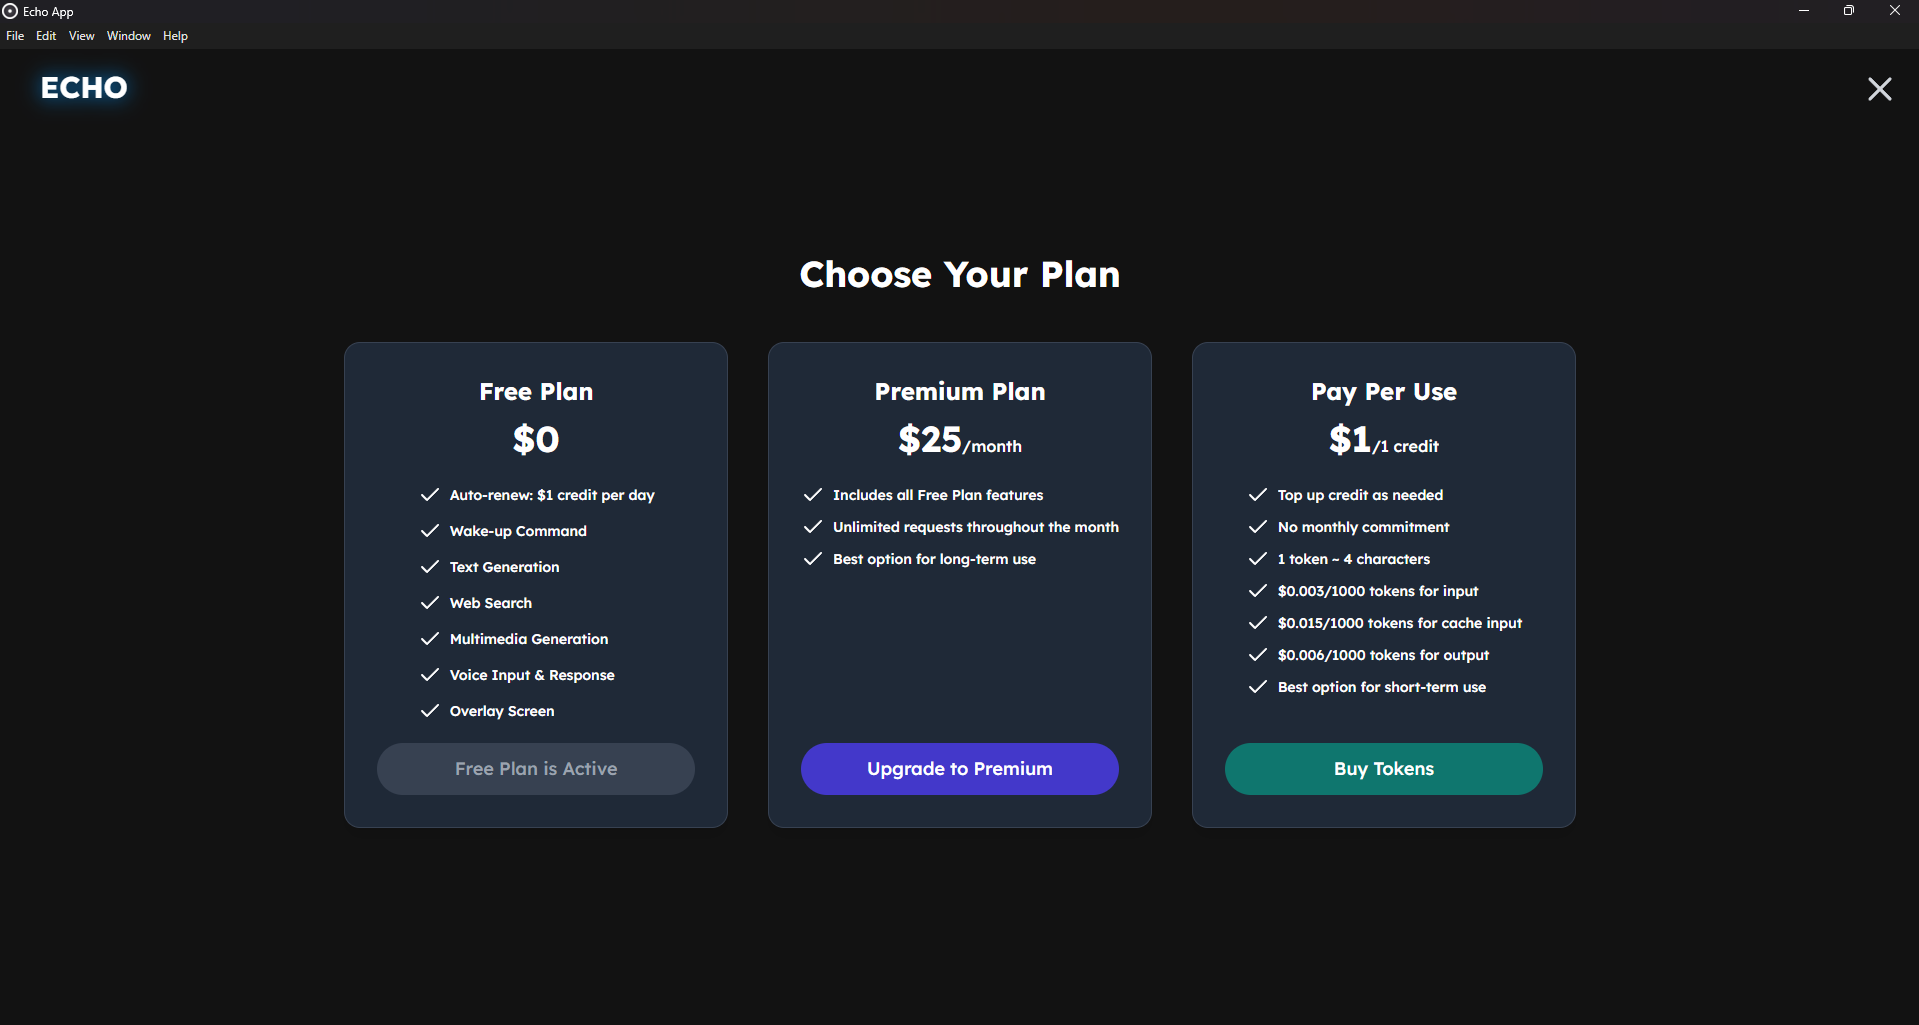 Echo App
File Edit View Window Help
ECHO
Choose Your Plan
Free Plan
$0
Auto-renew: $1 credit per day
Wake-up Command
Text Generation
Web Search
Multimedia Generation
Voice Input & Response
Overlay Screen
Free Plan is Active
Premium Plan
$25/month
Includes all Free Plan features
Unlimited requests throughout the month
Best option for long-term use
Upgrade to Premium
Pay Per Use
$1/1 credit
Top up credit as needed
No monthly commitment
1 token ~ 4 characters
$0.003/1000 tokens for input
$0.015/1000 tokens for cache input
$0.006/1000 tokens for output
Best option for short-term use
Buy Tokens